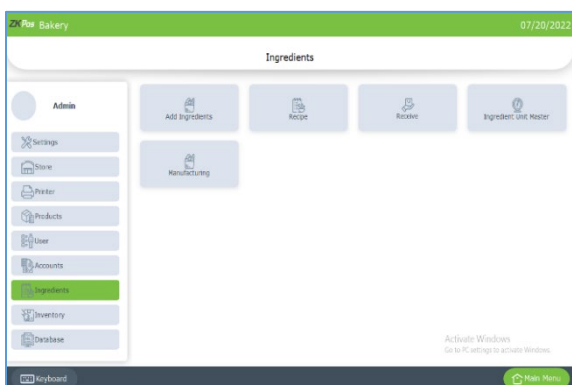 ZKPos Bakery
07/20/2022
Ingredients
Admin
Settings
Store
Printer
Products
User
Accounts
Ingredients
Inventory
Database
Add Ingredients
Recipe
Receive
Ingredient Unit Master
Manufacturing
Activate Windows
Go to PC settings to activate Windows.
Keyboard
Main Menu